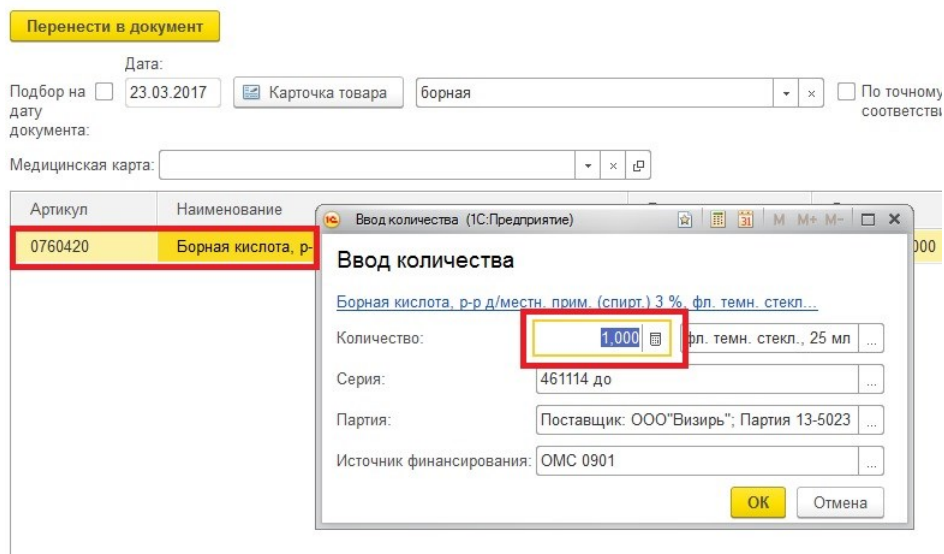 Перенести в документ
Дата:
Подбор на 23.03.2017 Карточка товара борная По точному
дату соответстви
документа:
Медицинская карта:
Артикул Наименование
Ввод количества (1С:Предприятие) 31 M M+ M-
0760420 Борная кислота, р- 000
Ввод количества
Борная кислота, р-р д/местн. прим. (спирт.) 3 %, фл. темн. стекл...
Количество: 1,000 фл. темн. стекл., 25 мл ...
Серия: 461114 до ...
Партия: Поставщик: ООО"Визирь"; Партия 13-5023 ...
Источник финансирования: ОМС 0901 ...
ОК Отмена